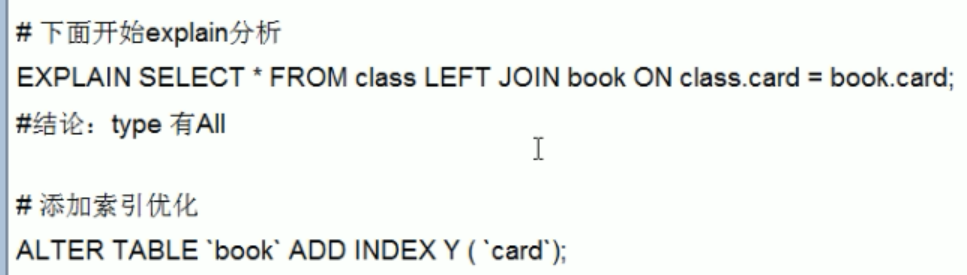 # 下面开始explain分析
EXPLAIN SELECT * FROM class LEFT JOIN book ON class.card = book.card;
#结论：type 有All
# 添加索引优化
ALTER TABLE `book` ADD INDEX Y ( `card`);